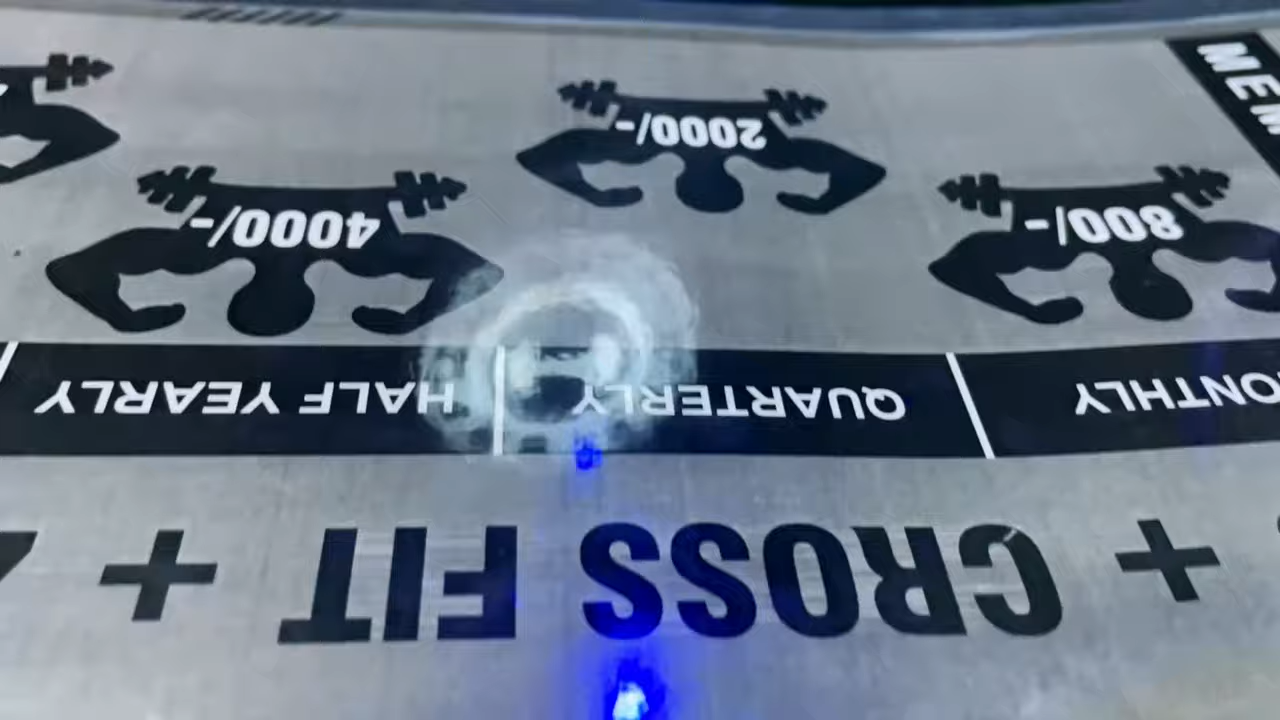 + CROSS FIT +
ONTHLY QUARTERLY HALF YEARLY
800/- 4000/-
2000/-